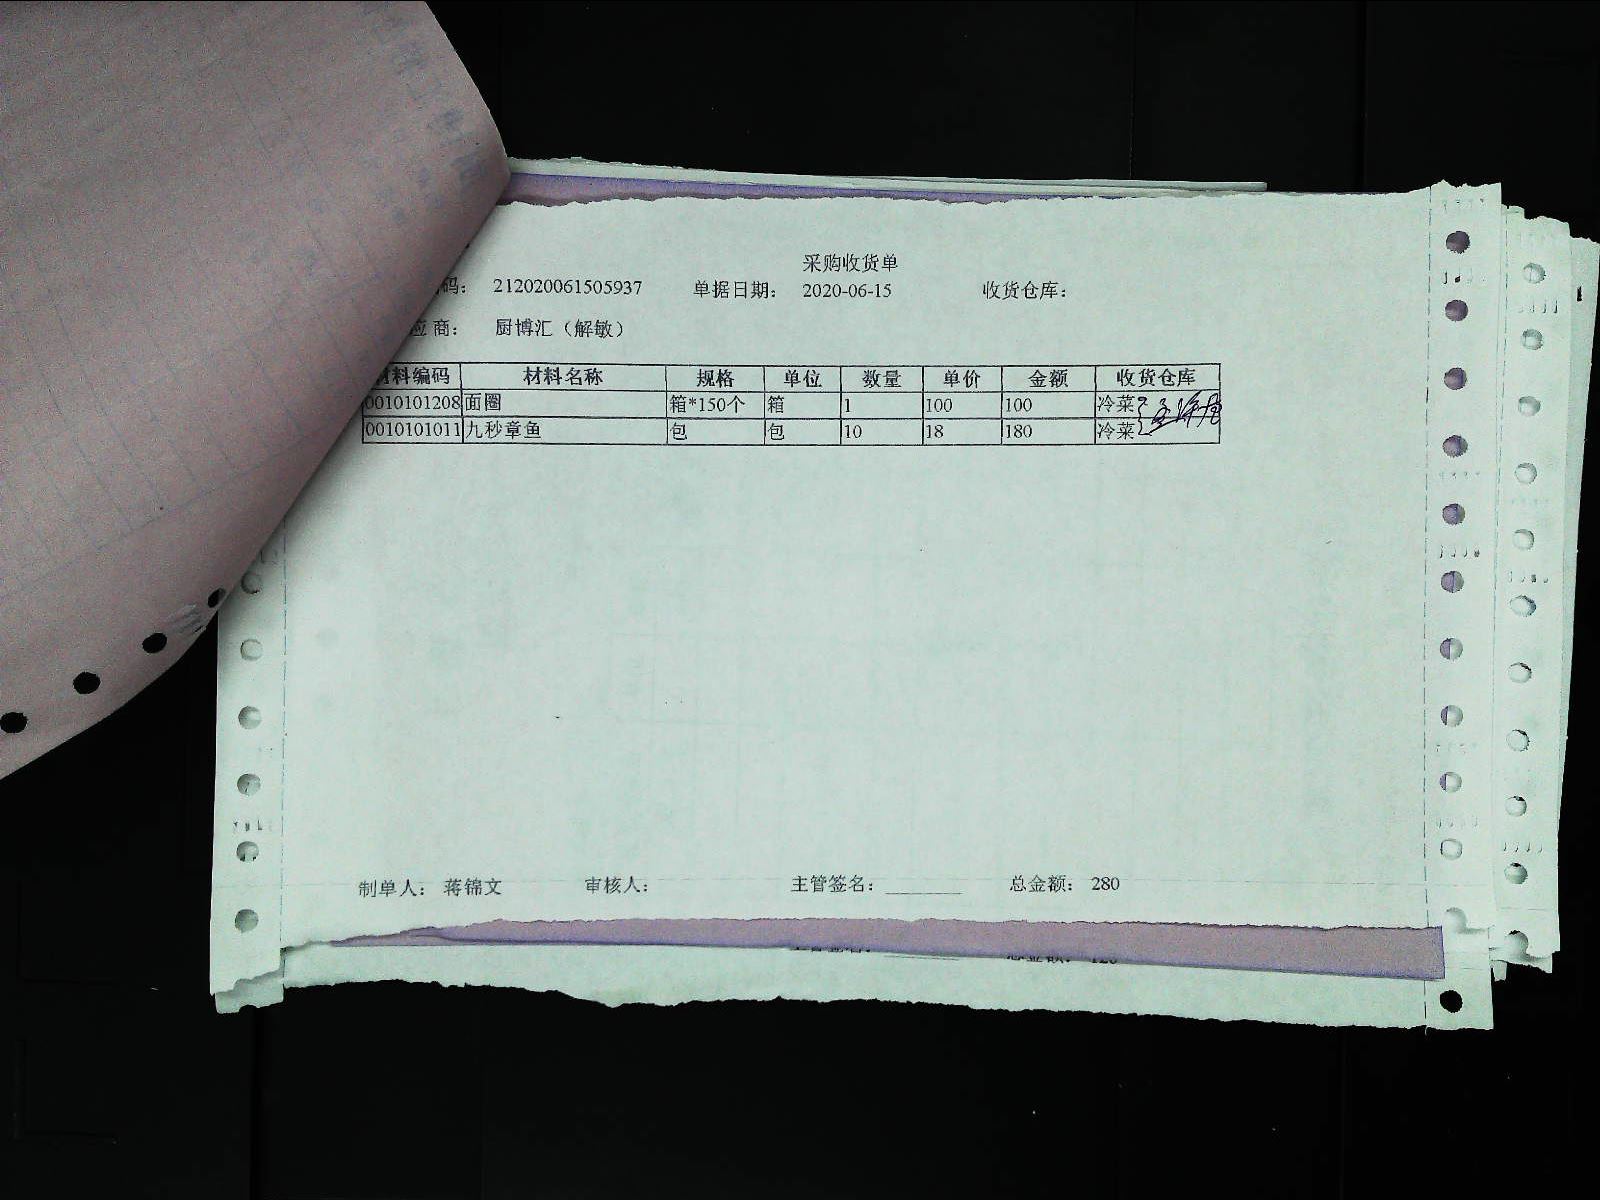 采购收货单
码： 212020061505937 单据日期： 2020-06-15 收货仓库：
应商： 厨博汇（解敏）
材料编码 材料名称 规格 单位 数量 单价 金额 收货仓库
0010101208 面圈 箱*150个 箱 1 100 100 冷菜
0010101011 九秒章鱼 包 包 10 18 180 冷菜
制单人： 蒋锦文 审核人： 主管签名：________ 总金额： 280